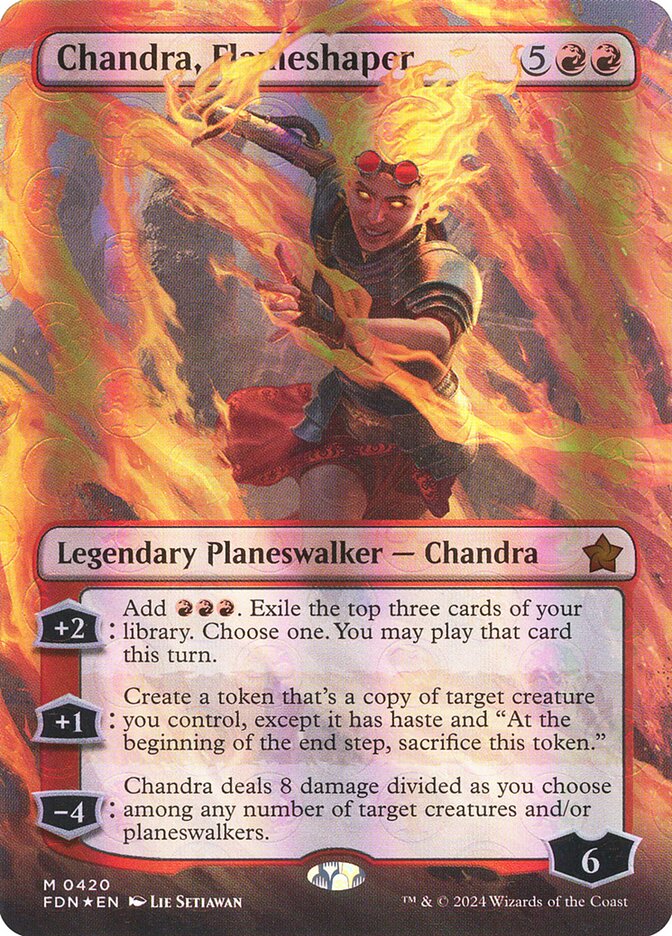 Chandra, Flameshaper 5
Legendary Planeswalker — Chandra
+2: Add. Exile the top three cards of your
library. Choose one. You may play that card
this turn.
+1: Create a token that's a copy of target creature
you control, except it has haste and “At the
beginning of the end step, sacrifice this token.”
−4: Chandra deals 8 damage divided as you choose
among any number of target creatures and/or
planeswalkers.
6
M 0420
FDN★EN Lie Setiawan
™ & © 2024 Wizards of the Coast